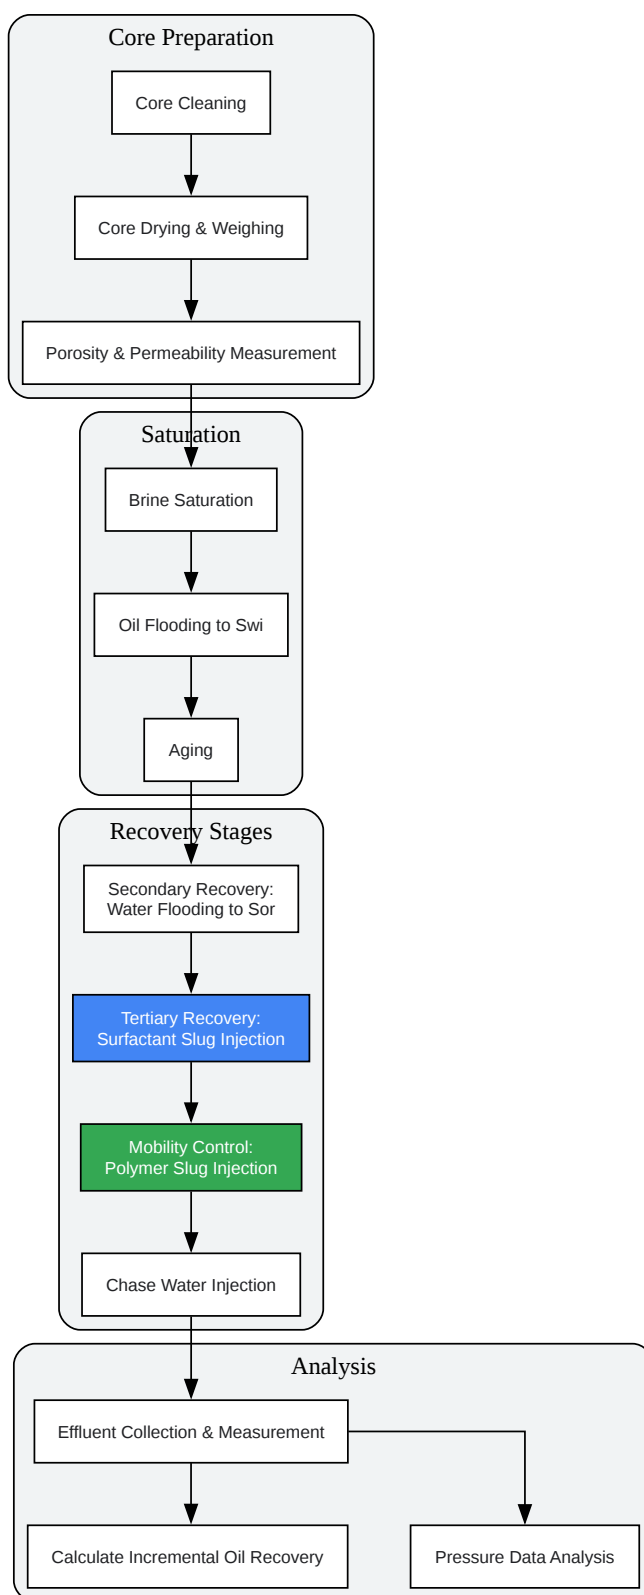 Core Preparation
Core Cleaning
Core Drying & Weighing
Porosity & Permeability Measurement
Saturation
Brine Saturation
Oil Flooding to Swi
Aging
Recovery Stages
Secondary Recovery:
Water Flooding to Sor
Tertiary Recovery:
Surfactant Slug Injection
Mobility Control:
Polymer Slug Injection
Chase Water Injection
Analysis
Effluent Collection & Measurement
Calculate Incremental Oil Recovery
Pressure Data Analysis